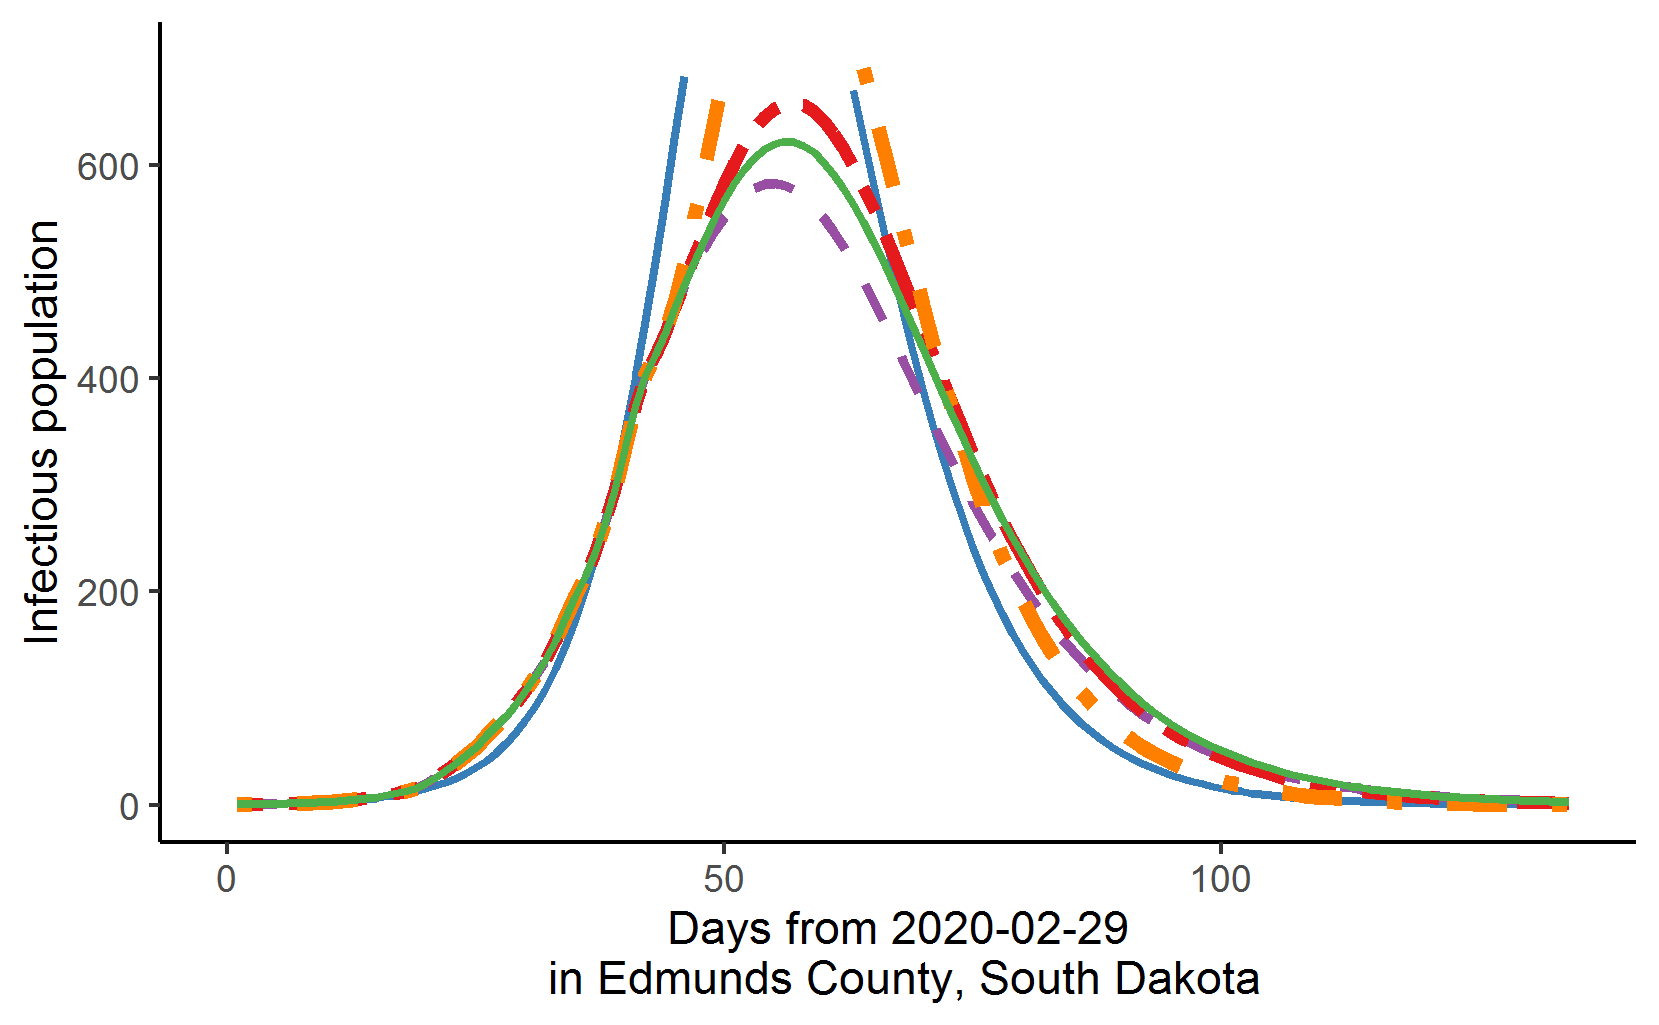 Infectious population
600
400
200
0
0 50 100
Days from 2020-02-29
in Edmunds County, South Dakota